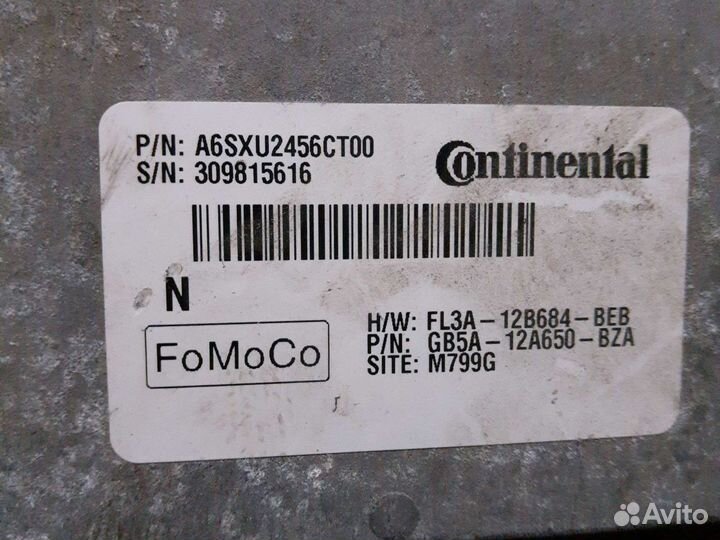 P/N: A6SXU2456CT00
S/N: 309815616
Continental
N
FoMoCo
H/W: FL3A-12B684-BEB
P/N: GB5A-12A650-BZA
SITE: M799G
Avito